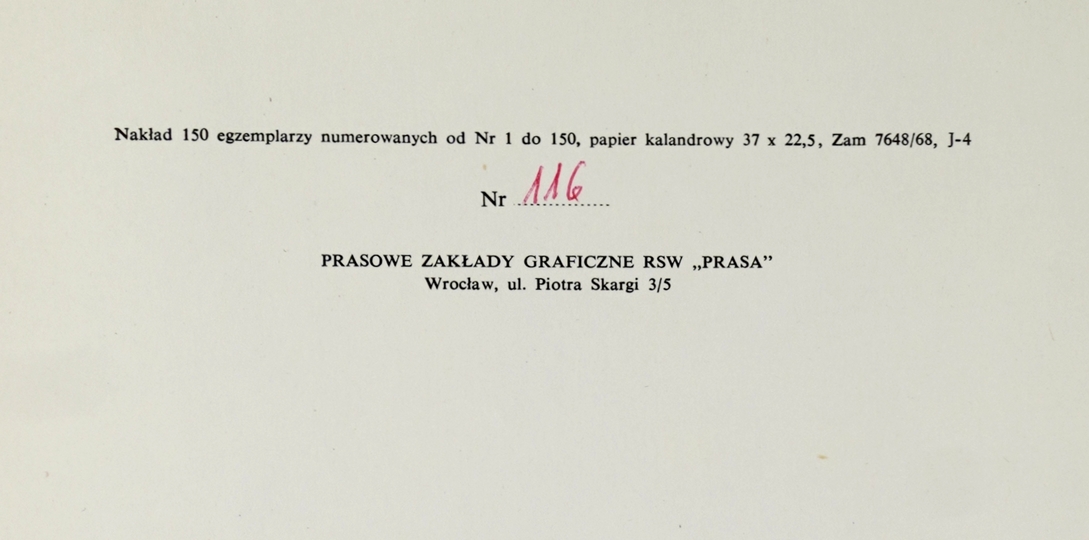 Nakład 150 egzemplarzy numerowanych od Nr 1 do 150, papier kalandrowy 37 x 22,5, Zam 7648/68, J-4
Nr 116
PRASOWE ZAKŁADY GRAFICZNE RSW „PRASA”
Wrocław, ul. Piotra Skargi 3/5